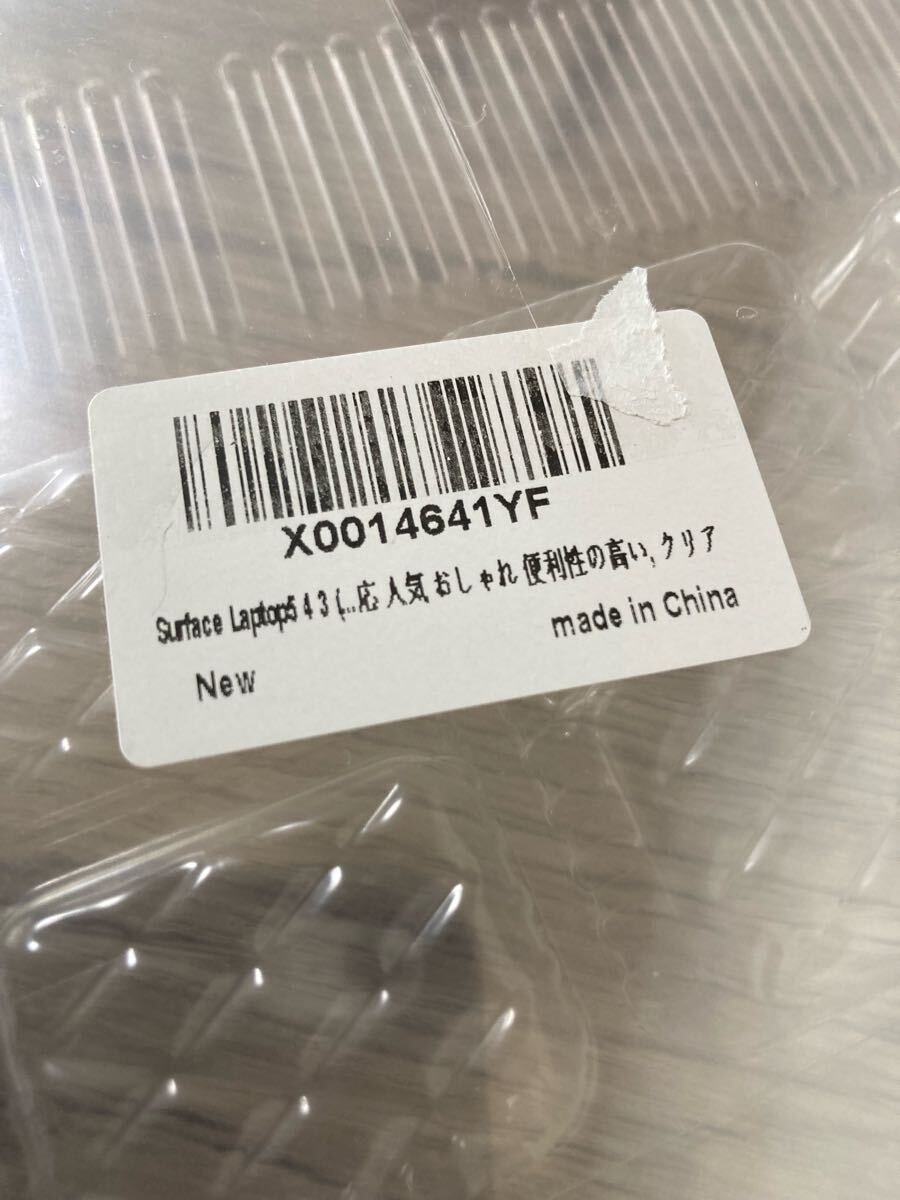 X0014641YF
Surface Laptop5 4 3 (...応 人気 おしゃれ 便利性の高い, クリア
New
made in China